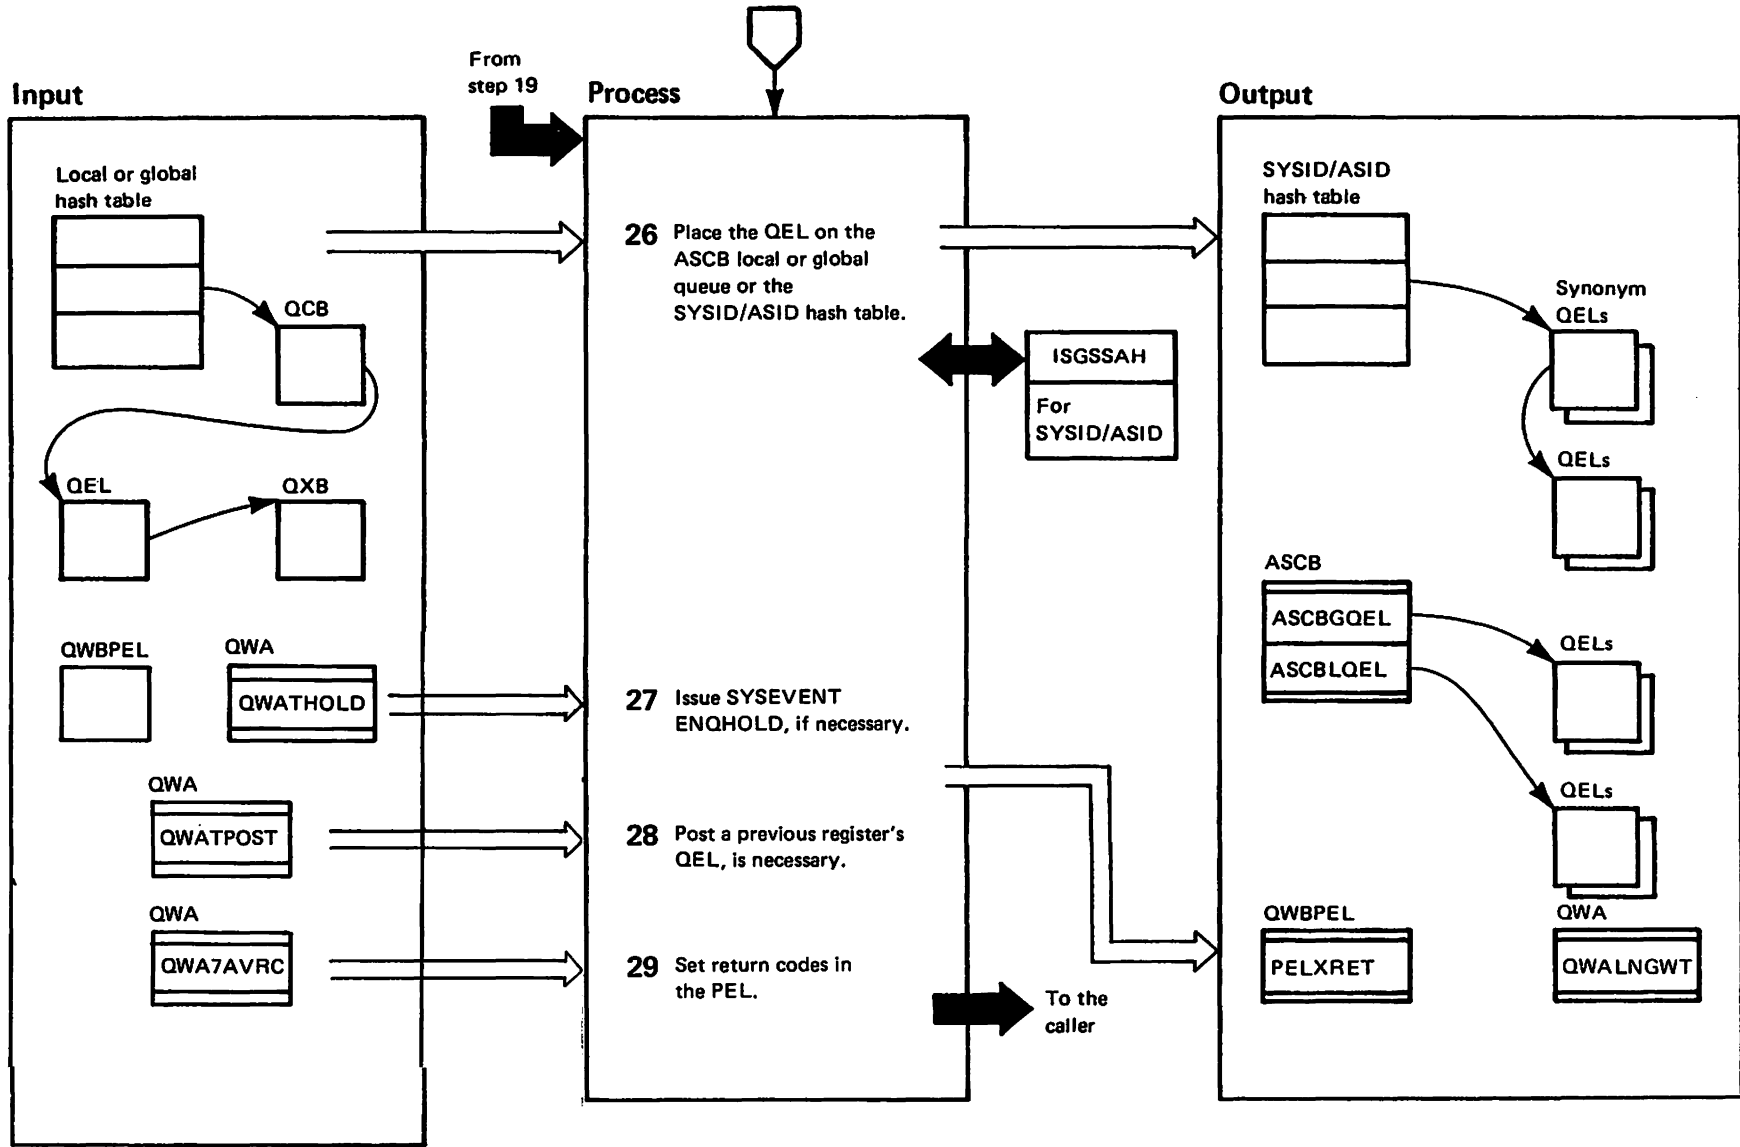 From
step 19
Input
Process
Output
Local or global
hash table
QCB
QEL
QXB
QWBPEL
QWA
QWATHOLD
QWA
QWATPOST
QWA
QWA7AVRC
26 Place the QEL on the
ASCB local or global
queue or the
SYSID/ASID hash table.
ISGSSAH
For
SYSID/ASID
27 Issue SYSEVENT
ENQHOLD, if necessary.
28 Post a previous register's
QEL, is necessary.
29 Set return codes in
the PEL.
To the
caller
SYSID/ASID
hash table
Synonym
QELs
QELs
ASCB
ASCBGQEL
ASCBLQEL
QELs
QELs
QWBPEL
PELXRET
QWA
QWALNGWT